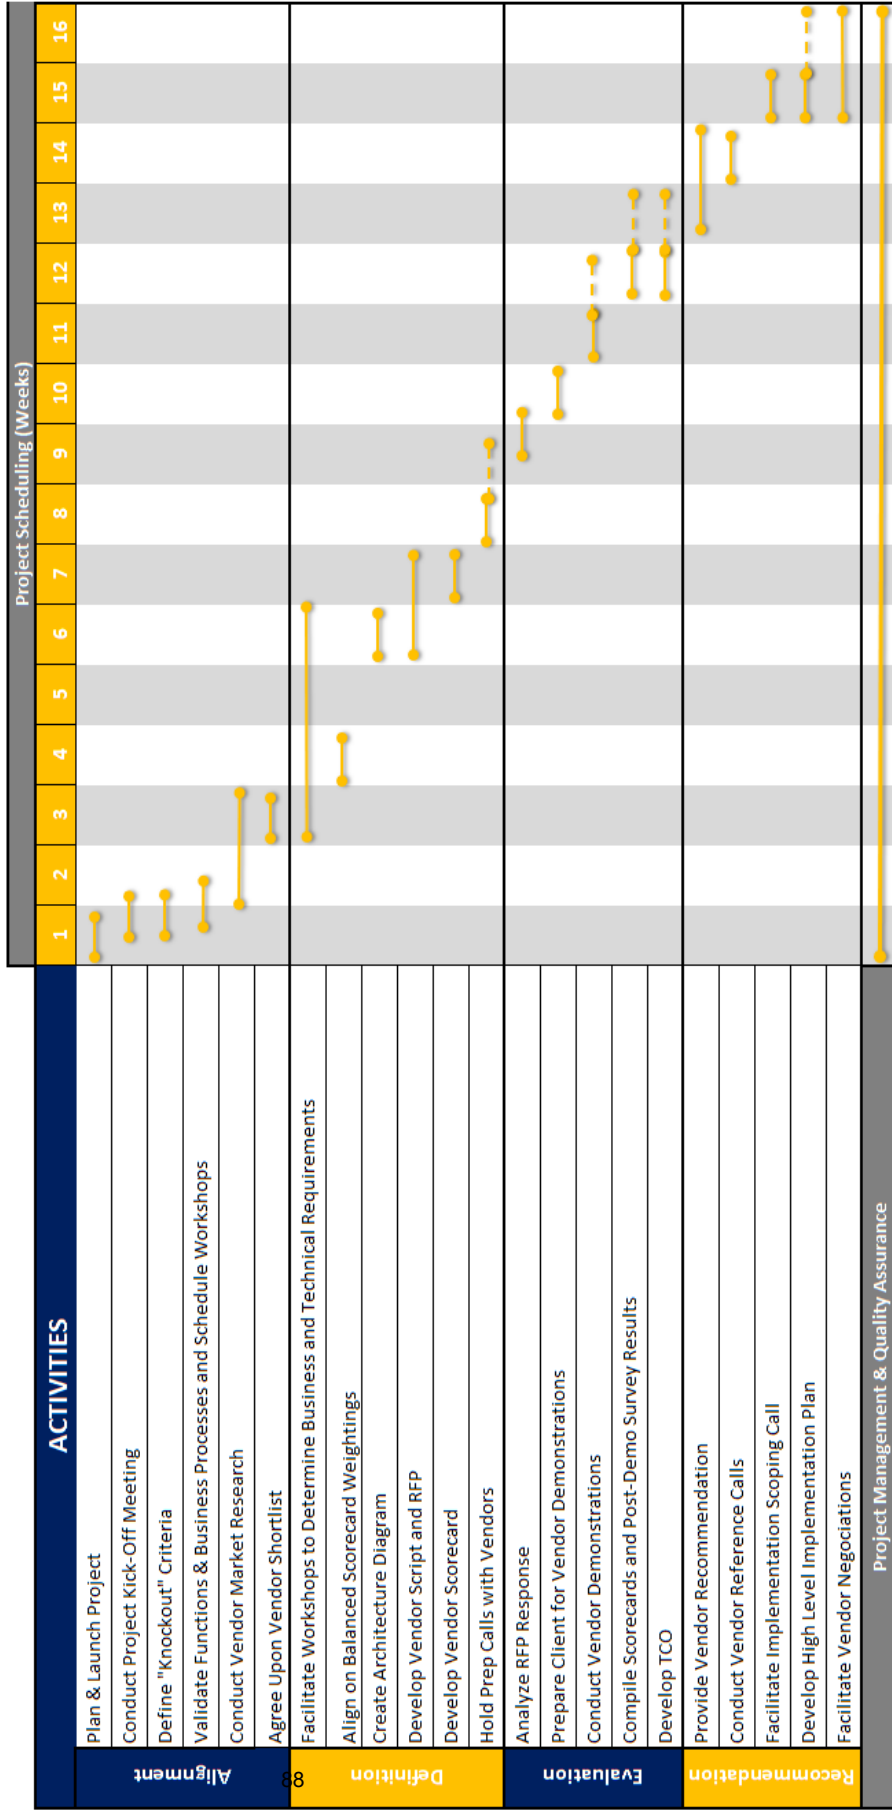 Project Scheduling (Weeks)
ACTIVITIES 1 2 3 4 5 6 7 8 9 10 11 12 13 14 15 16
Alignment
Plan & Launch Project
Conduct Project Kick-Off Meeting
Define "Knockout" Criteria
Validate Functions & Business Processes and Schedule Workshops
Conduct Vendor Market Research
Agree Upon Vendor Shortlist
Definition
Facilitate Workshops to Determine Business and Technical Requirements
Align on Balanced Scorecard Weightings
Create Architecture Diagram
Develop Vendor Script and RFP
Develop Vendor Scorecard
Hold Prep Calls with Vendors
Evaluation
Analyze RFP Response
Prepare Client for Vendor Demonstrations
Conduct Vendor Demonstrations
Compile Scorecards and Post-Demo Survey Results
Develop TCO
Recommendation
Provide Vendor Recommendation
Conduct Vendor Reference Calls
Facilitate Implementation Scoping Call
Develop High Level Implementation Plan
Facilitate Vendor Negociations
Project Management & Quality Assurance
88